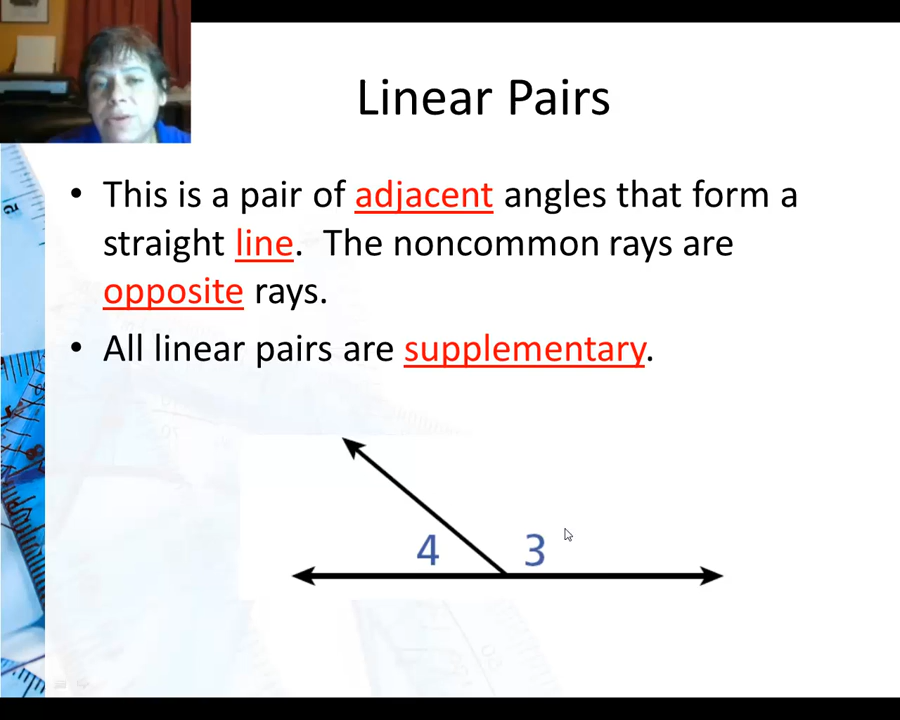 Linear Pairs
• This is a pair of adjacent angles that form a
straight line. The noncommon rays are
opposite rays.
• All linear pairs are supplementary.
4 3